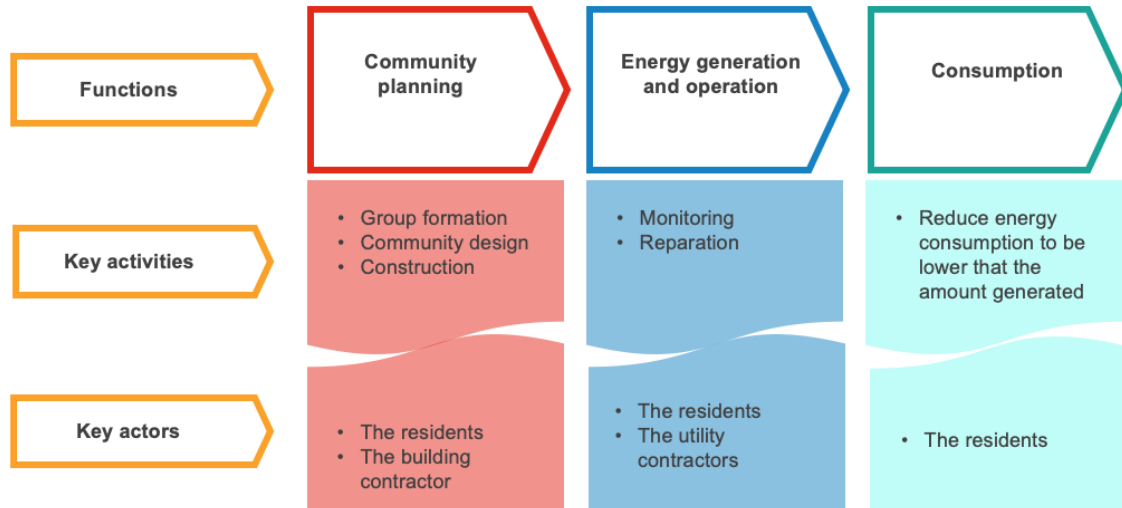 Functions
Community
planning
Energy generation
and operation
Consumption
Key activities
• Group formation
• Community design
• Construction
• Monitoring
• Reparation
• Reduce energy
consumption to be
lower that the
amount generated
Key actors
• The residents
• The building
contractor
• The residents
• The utility
contractors
• The residents